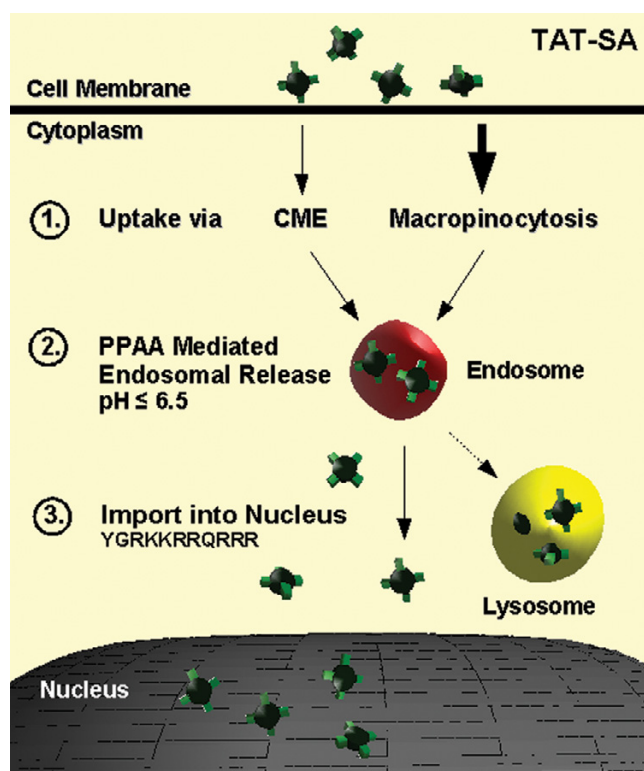 TAT-SA
Cell Membrane
Cytoplasm
1. Uptake via CME Macropinocytosis
2. PPAA Mediated
Endosomal Release
pH ≤ 6.5
Endosome
3. Import into Nucleus
YGRKKRRQRRR
Lysosome
Nucleus